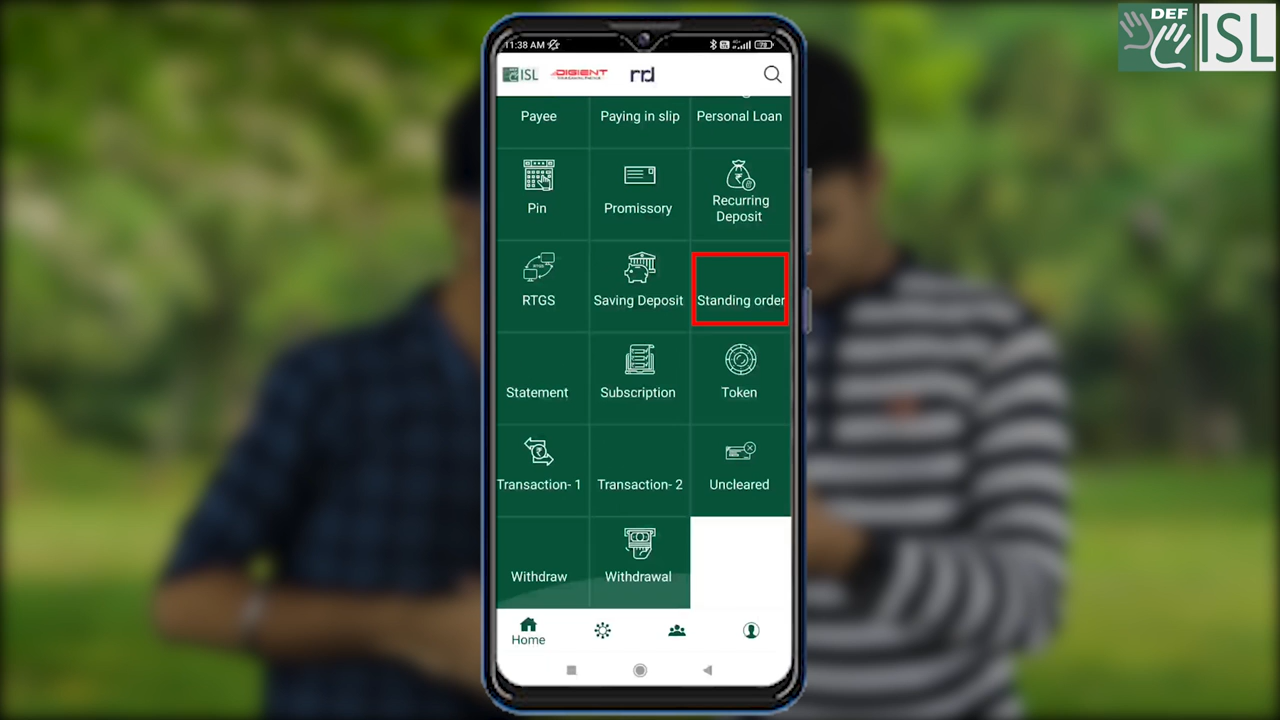 DEF
ISL
11:38 AM
ISL
DIGIENT
rrd
Payee
Paying in slip
Personal Loan
Pin
Promissory
Recurring
Deposit
RTGS
Saving Deposit
Standing order
Statement
Subscription
Token
Transaction- 1
Transaction- 2
Uncleared
Withdraw
Withdrawal
Home